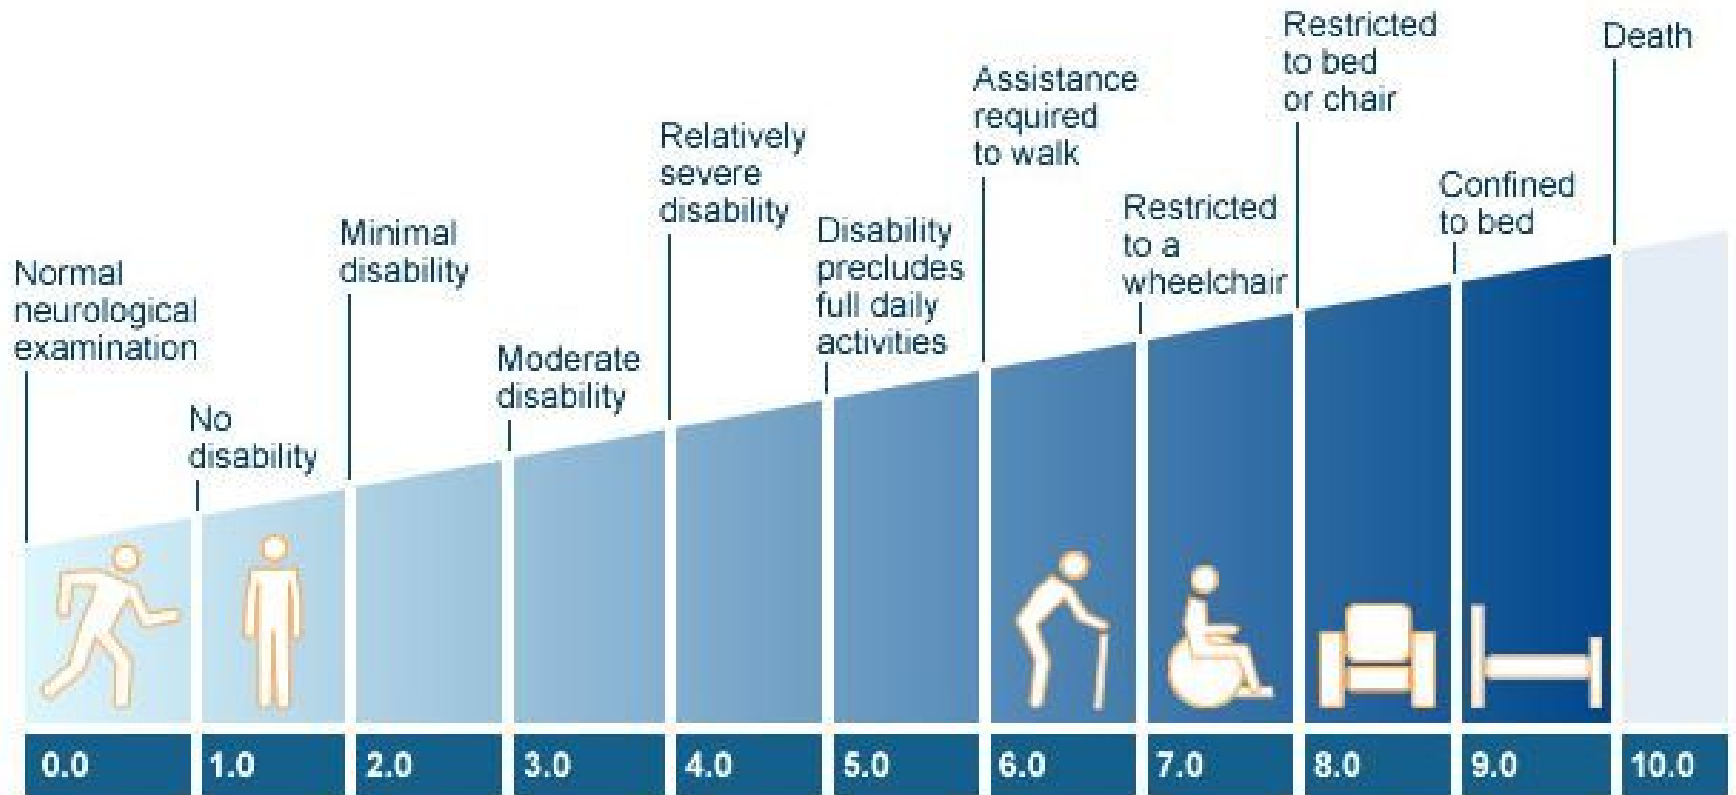 Normal
neurological
examination
No
disability
Minimal
disability
Moderate
disability
Relatively
severe
disability
Disability
precludes
full daily
activities
Assistance
required
to walk
Restricted
to a
wheelchair
Restricted
to bed
or chair
Confined
to bed
Death
0.0 1.0 2.0 3.0 4.0 5.0 6.0 7.0 8.0 9.0 10.0